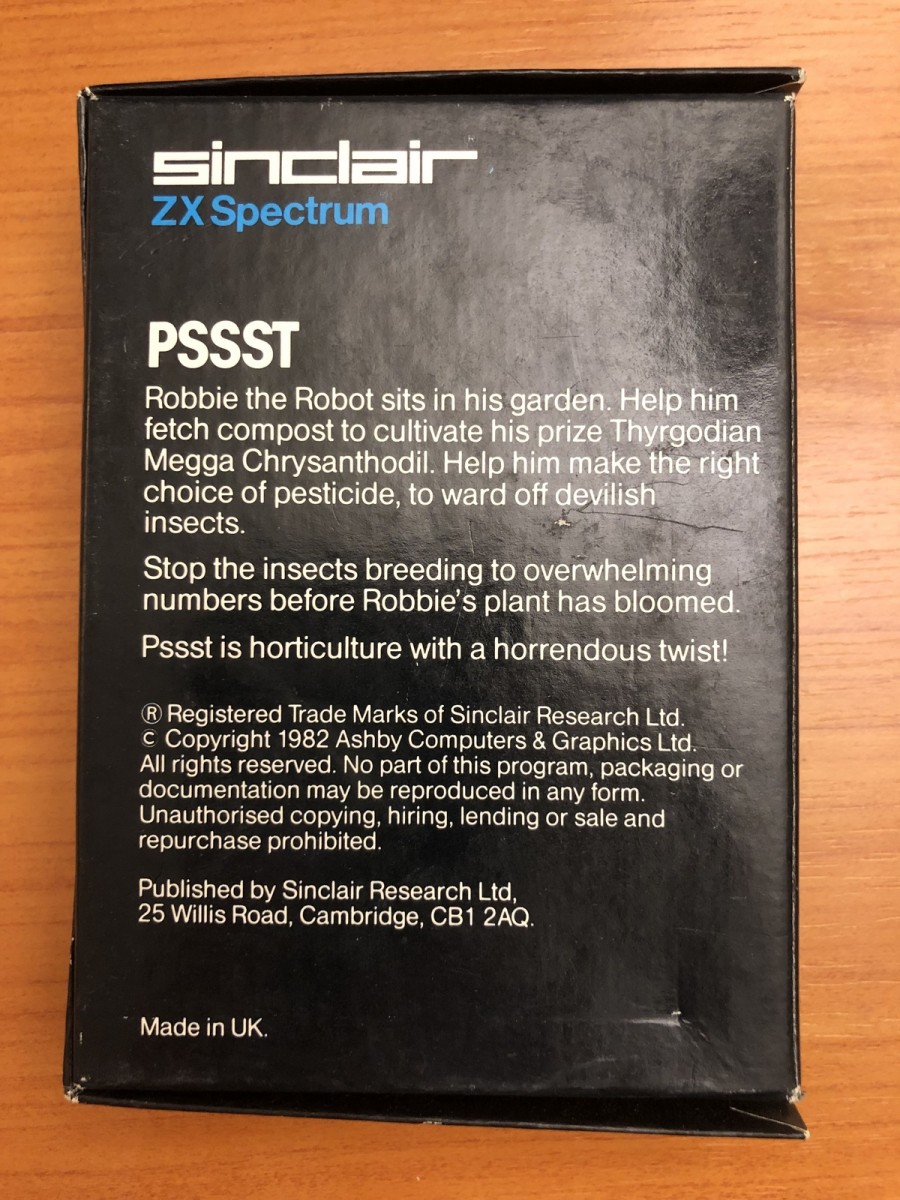 sinclair
ZX Spectrum
PSSST
Robbie the Robot sits in his garden. Help him
fetch compost to cultivate his prize Thyrgodian
Megga Chrysanthodil. Help him make the right
choice of pesticide, to ward off devilish
insects.
Stop the insects breeding to overwhelming
numbers before Robbie's plant has bloomed.
Pssst is horticulture with a horrendous twist!
® Registered Trade Marks of Sinclair Research Ltd.
© Copyright 1982 Ashby Computers & Graphics Ltd.
All rights reserved. No part of this program, packaging or
documentation may be reproduced in any form.
Unauthorised copying, hiring, lending or sale and
repurchase prohibited.
Published by Sinclair Research Ltd,
25 Willis Road, Cambridge, CB1 2AQ.
Made in UK.